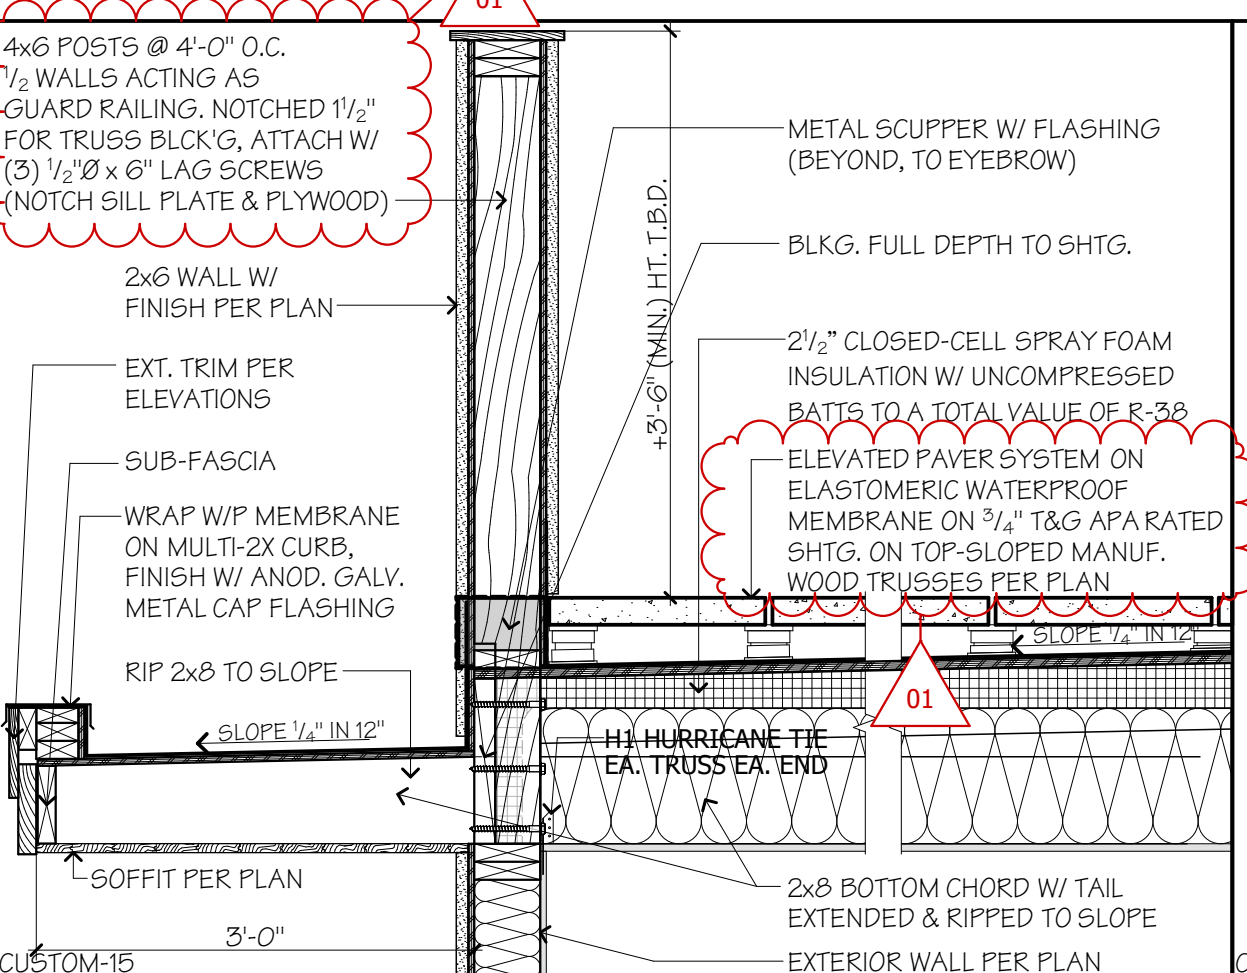 01
4x6 POSTS @ 4'-0" O.C.
1/2 WALLS ACTING AS
GUARD RAILING. NOTCHED 1 1/2"
FOR TRUSS BLCK'G, ATTACH W/
(3) 1/2"Ø x 6" LAG SCREWS
(NOTCH SILL PLATE & PLYWOOD)
2x6 WALL W/
FINISH PER PLAN
EXT. TRIM PER
ELEVATIONS
SUB-FASCIA
WRAP W/P MEMBRANE
ON MULTI-2X CURB,
FINISH W/ ANOD. GALV.
METAL CAP FLASHING
RIP 2x8 TO SLOPE
SLOPE 1/4" IN 12"
SOFFIT PER PLAN
3'-0"
CUSTOM-15
+3'-6" (MIN.) HT. T.B.D.
METAL SCUPPER W/ FLASHING
(BEYOND, TO EYEBROW)
BLKG. FULL DEPTH TO SHTG.
2 1/2” CLOSED-CELL SPRAY FOAM
INSULATION W/ UNCOMPRESSED
BATTS TO A TOTAL VALUE OF R-38
ELEVATED PAVER SYSTEM ON
ELASTOMERIC WATERPROOF
MEMBRANE ON 3/4" T&G APA RATED
SHTG. ON TOP-SLOPED MANUF.
WOOD TRUSSES PER PLAN
SLOPE 1/4" IN 12"
01
H1 HURRICANE TIE
EA. TRUSS EA. END
2x8 BOTTOM CHORD W/ TAIL
EXTENDED & RIPPED TO SLOPE
EXTERIOR WALL PER PLAN